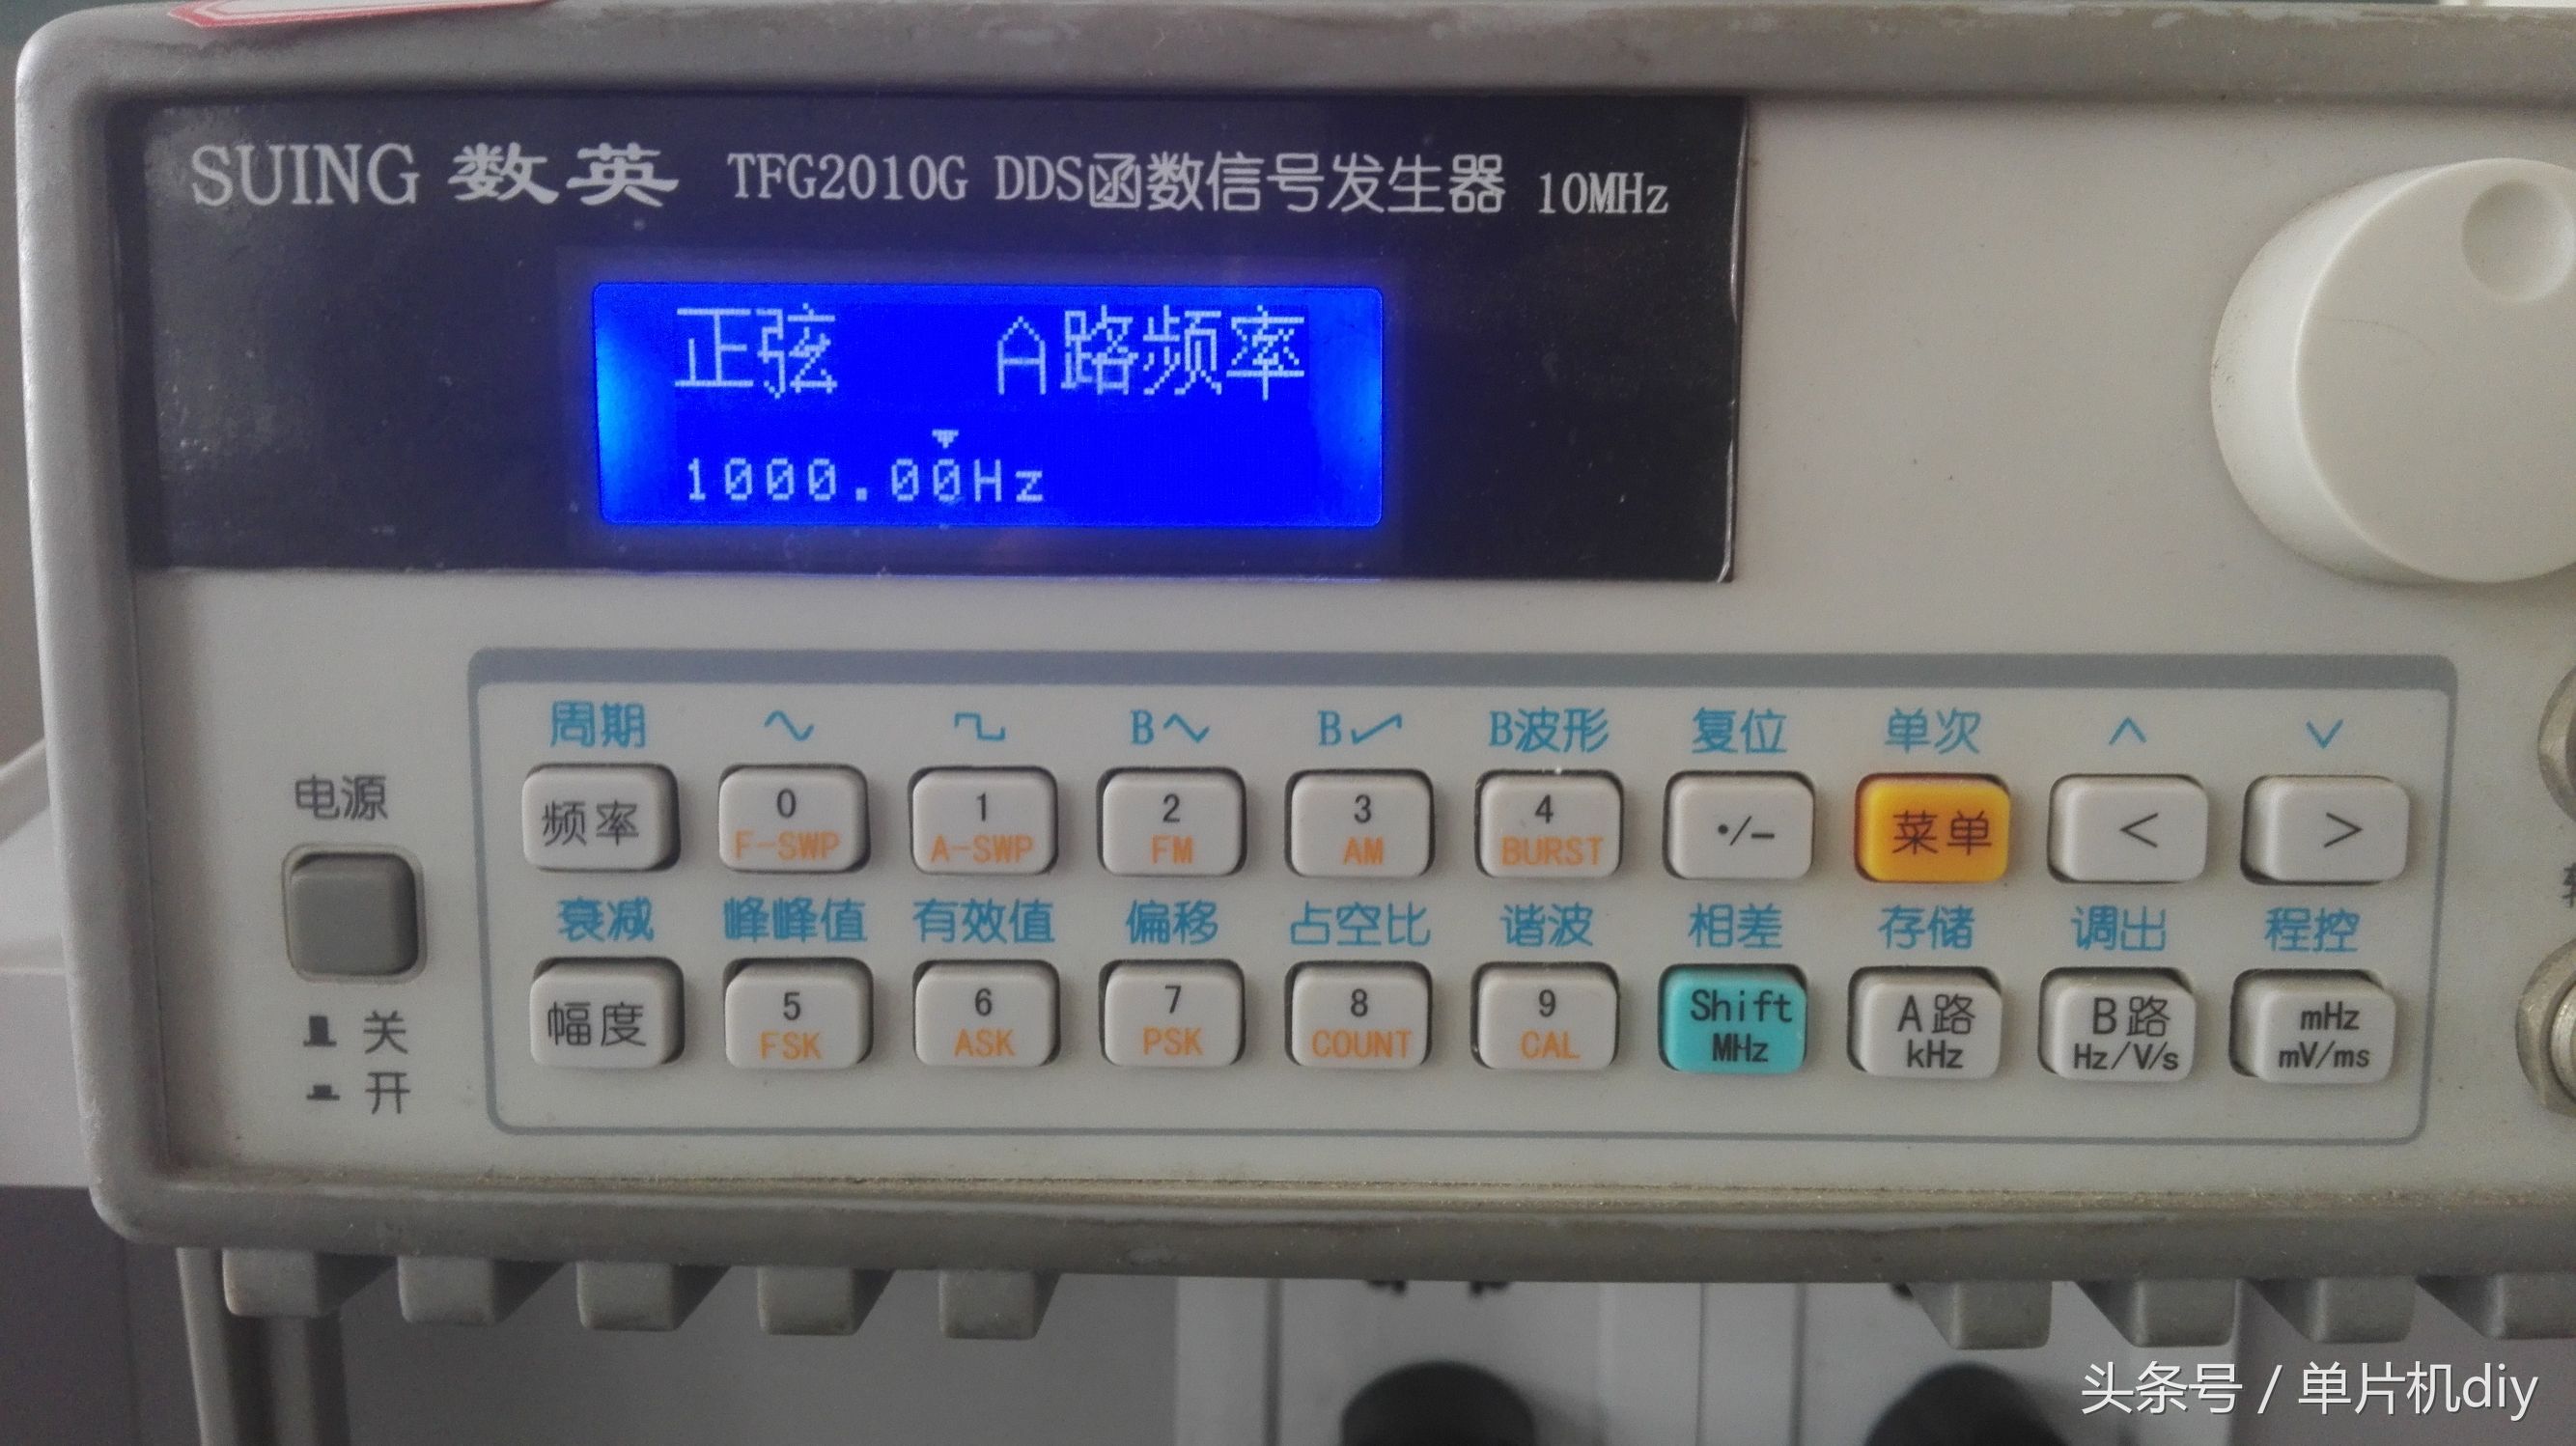 SUING 数英 TFG2010G DDS函数信号发生器 10MHz
正弦 A路频率
1000.00Hz
电源
关
开
周期 B B B波形 复位 单次 ∧ ∨
频率 0 1 2 3 4 ·/− 菜单 < >
F-SWP A-SWP FM AM BURST
衰减 峰峰值 有效值 偏移 占空比 谐波 相差 存储 调出 程控
幅度 5 6 7 8 9 Shift A路 B路 mHz
FSK ASK PSK COUNT CAL MHz kHz Hz/V/s mV/ms
头条号 / 单片机diy